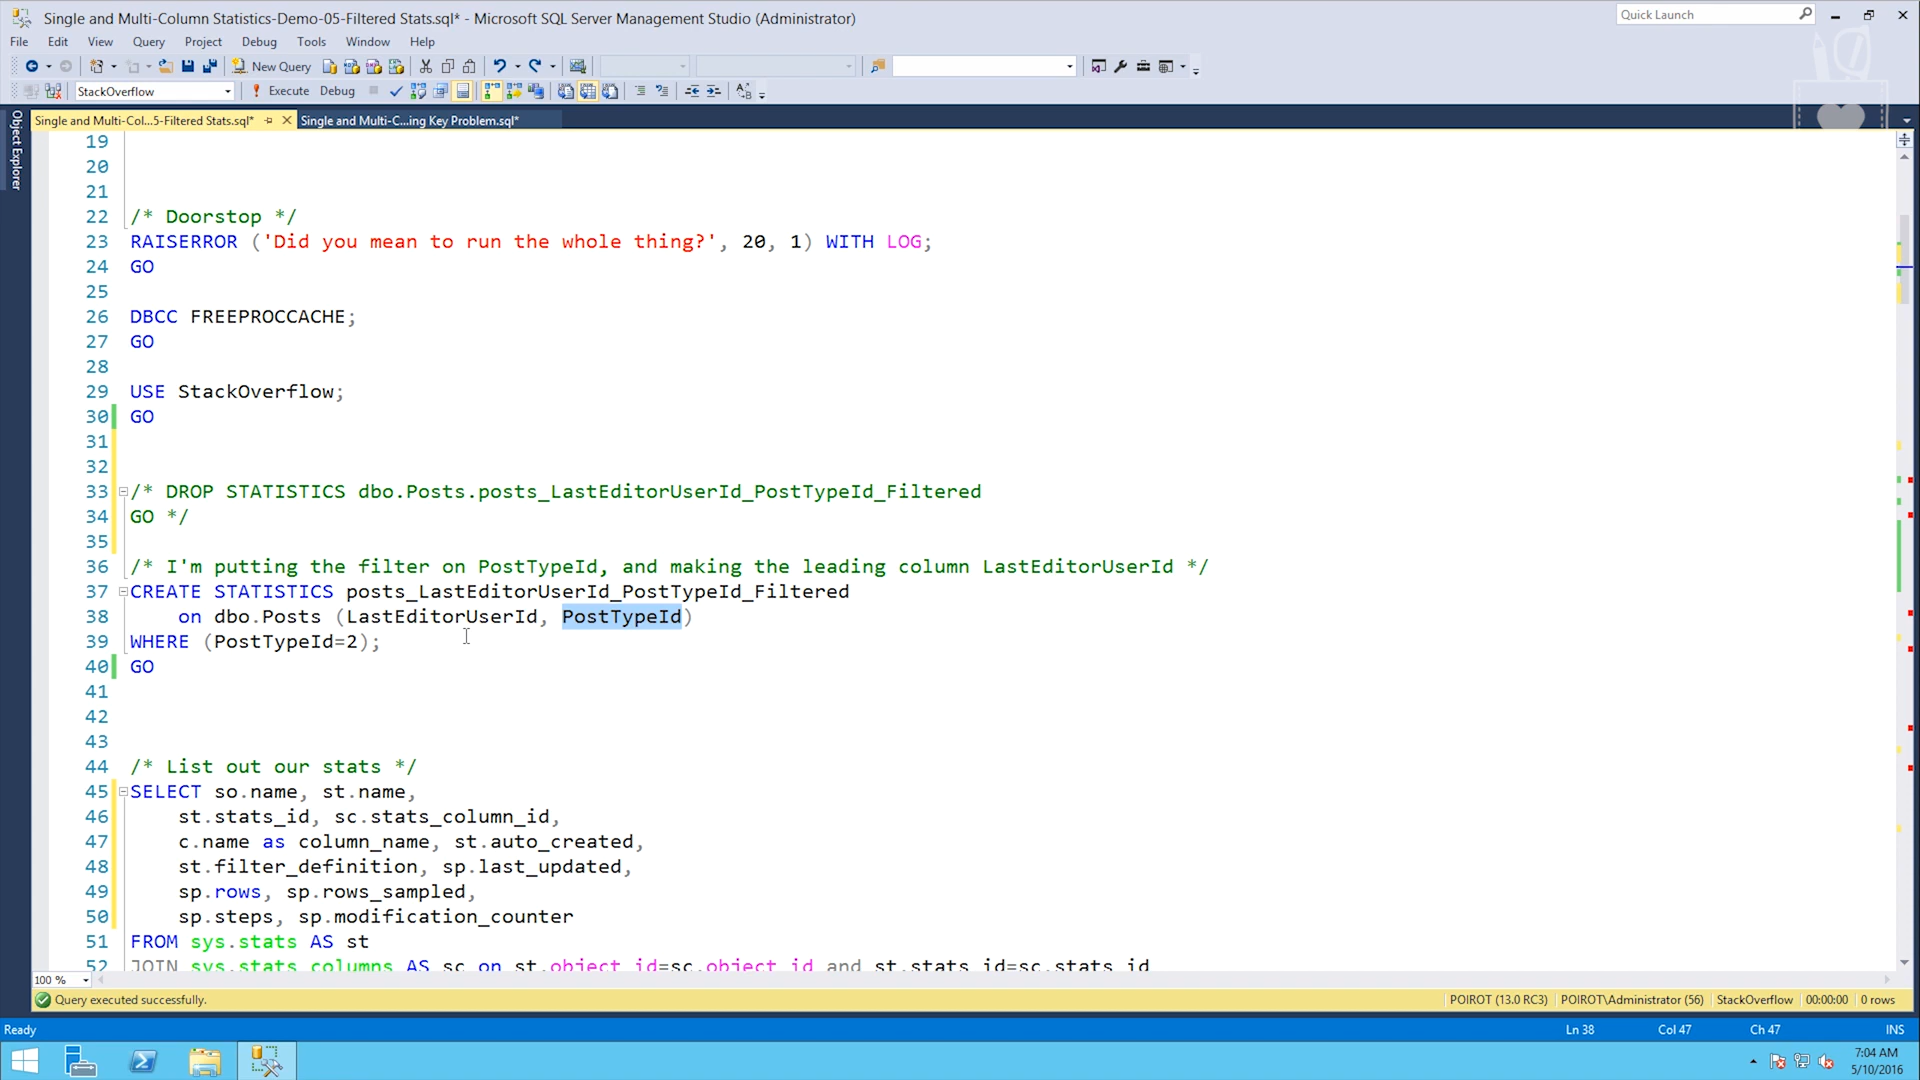 Single and Multi-Column Statistics-Demo-05-Filtered Stats.sql* - Microsoft SQL Server Management Studio (Administrator)
Quick Launch
File Edit View Query Project Debug Tools Window Help
New Query
StackOverflow
Execute Debug
Single and Multi-Col...5-Filtered Stats.sql*
Single and Multi-C...ing Key Problem.sql*
Object Explorer
19
20
21
22 /* Doorstop */
23 RAISERROR ('Did you mean to run the whole thing?', 20, 1) WITH LOG;
24 GO
25
26 DBCC FREEPROCCACHE;
27 GO
28
29 USE StackOverflow;
30 GO
31
32
33 /* DROP STATISTICS dbo.Posts.posts_LastEditorUserId_PostTypeId_Filtered
34 GO */
35
36 /* I'm putting the filter on PostTypeId, and making the leading column LastEditorUserId */
37 CREATE STATISTICS posts_LastEditorUserId_PostTypeId_Filtered
38 on dbo.Posts (LastEditorUserId, PostTypeId)
39 WHERE (PostTypeId=2);
40 GO
41
42
43
44 /* List out our stats */
45 SELECT so.name, st.name,
46 st.stats_id, sc.stats_column_id,
47 c.name as column_name, st.auto_created,
48 st.filter_definition, sp.last_updated,
49 sp.rows, sp.rows_sampled,
50 sp.steps, sp.modification_counter
51 FROM sys.stats AS st
52 JOIN sys.stats_columns AS sc on st.object_id=sc.object_id and st.stats_id=sc.stats_id
100 %
Query executed successfully.
POIROT (13.0 RC3) POIROT\Administrator (56) StackOverflow 00:00:00 0 rows
Ready
Ln 38 Col 47 Ch 47 INS
7:04 AM
5/10/2016